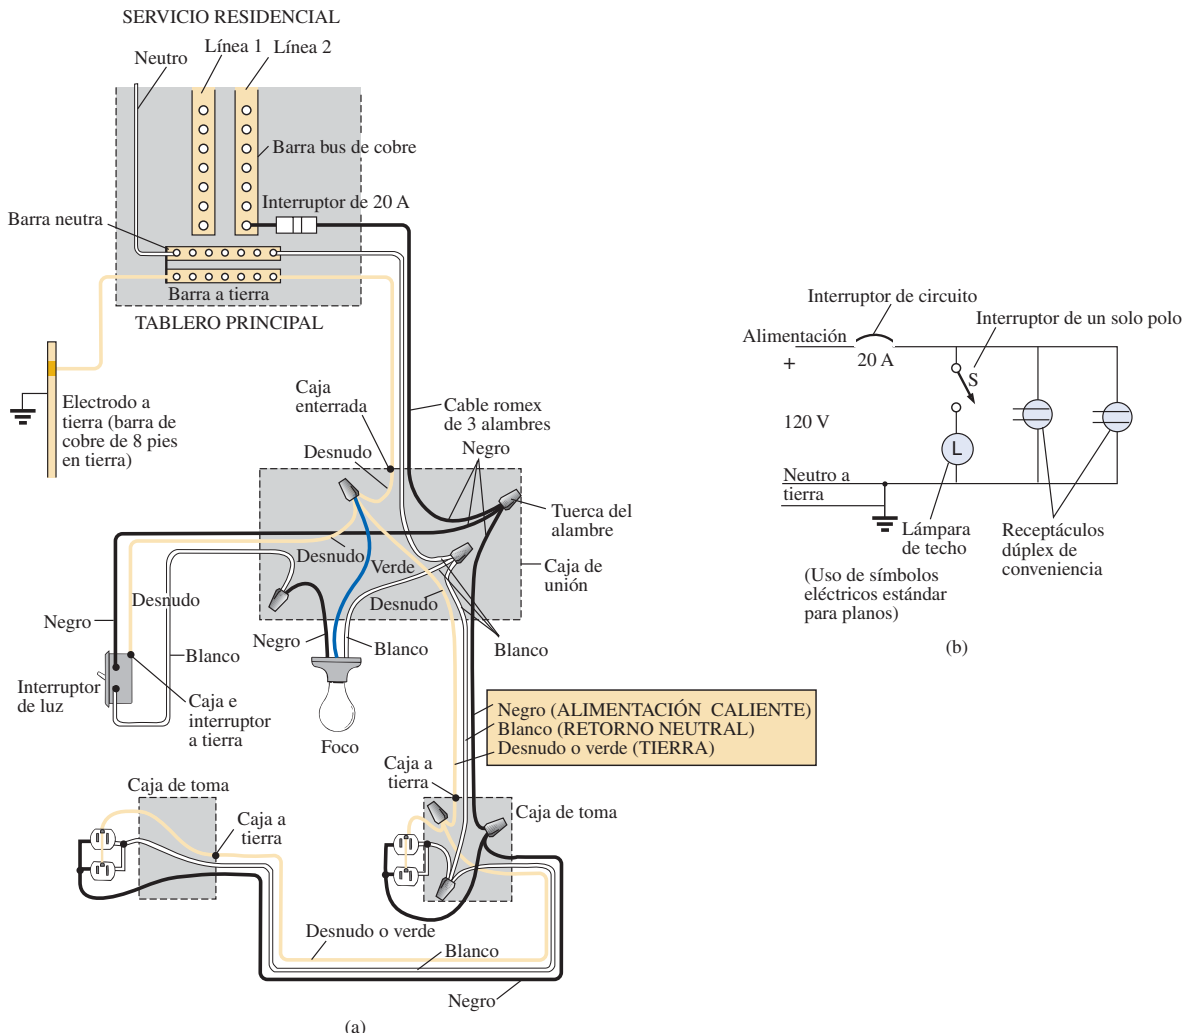 SERVICIO RESIDENCIAL
Neutro
Línea 1
Línea 2
Barra bus de cobre
Interruptor de 20 A
Barra neutra
Barra a tierra
TABLERO PRINCIPAL
Electrodo a
tierra (barra de
cobre de 8 pies
en tierra)
Caja
enterrada
Cable romex
de 3 alambres
Negro
Desnudo
Tuerca del
alambre
Desnudo
Verde
Desnudo
Caja de
unión
Desnudo
Negro
Blanco
Negro
Blanco
Blanco
Interruptor
de luz
Caja e
interruptor
a tierra
Foco
Negro (ALIMENTACIÓN CALIENTE)
Blanco (RETORNO NEUTRAL)
Desnudo o verde (TIERRA)
Caja a
tierra
Caja de toma
Caja de toma
Caja a
tierra
Desnudo o verde
Blanco
Negro
(a)
Interruptor de circuito
Interruptor de un solo polo
Alimentación
+
20 A
S
120 V
L
Neutro a
tierra
Lámpara
de techo
Receptáculos
dúplex de
conveniencia
(Uso de símbolos
eléctricos estándar
para planos)
(b)